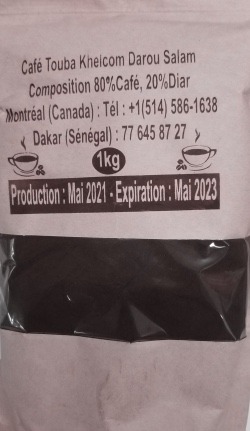 Café Touba Khelcom Darou Salam
Composition 80%Café, 20%Diar
Montréal (Canada) : Tél : +1(514) 586-1638
Dakar (Sénégal) : 77 645 87 27
1kg
Production : Mai 2021 - Expiration : Mai 2023